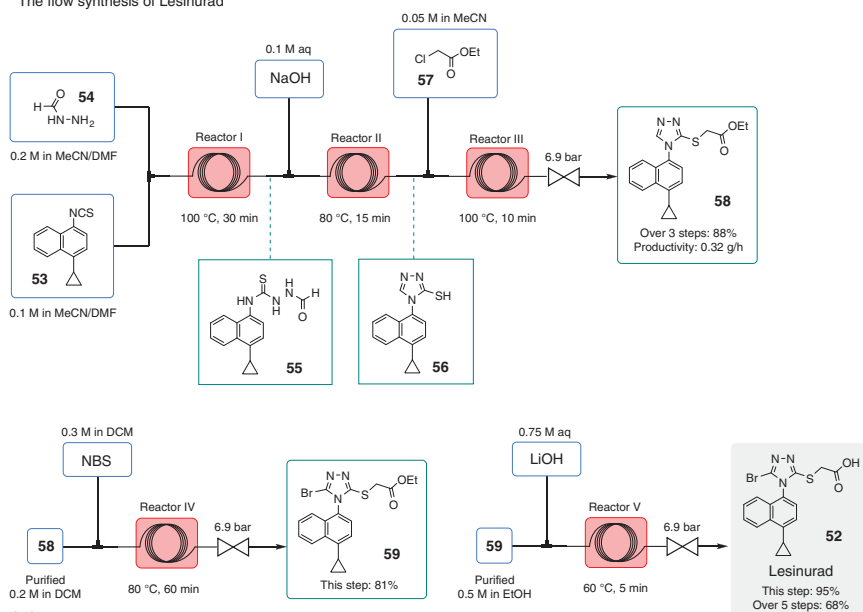 The flow synthesis of Lesinurad
0.05 M in MeCN
Cl
OEt
O
57
0.1 M aq
NaOH
O
H
HN-NH2
54
0.2 M in MeCN/DMF
Reactor I
100 °C, 30 min
Reactor II
80 °C, 15 min
Reactor III
100 °C, 10 min
6.9 bar
N N
N
S
OEt
O
58
Over 3 steps: 88%
Productivity: 0.32 g/h
NCS
53
0.1 M in MeCN/DMF
S
H
N
H
HN
N
H
O
55
N N
N
SH
56
0.3 M in DCM
NBS
58
Purified
0.2 M in DCM
Reactor IV
80 °C, 60 min
6.9 bar
N N
Br
N
S
OEt
O
59
This step: 81%
0.75 M aq
LiOH
59
Purified
0.5 M in EtOH
Reactor V
60 °C, 5 min
6.9 bar
N N
Br
N
S
OH
O
52
Lesinurad
This step: 95%
Over 5 steps: 68%